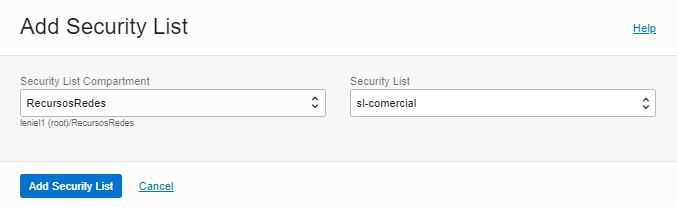 Add Security List
Help
Security List Compartment
Security List
RecursosRedes
sl-comercial
leniel1 (root)/RecursosRedes
Add Security List
Cancel